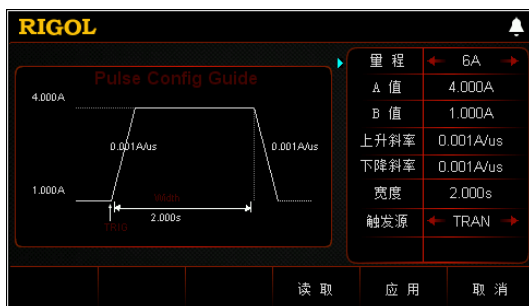 RIGOL
Pulse Config Guide
4.000A
0.001A/us
0.001A/us
1.000A
Width
2.000s
TRIG
量程 6A
A 值 4.000A
B 值 1.000A
上升斜率 0.001A/us
下降斜率 0.001A/us
宽度 2.000s
触发源 TRAN
读取 应用 取消